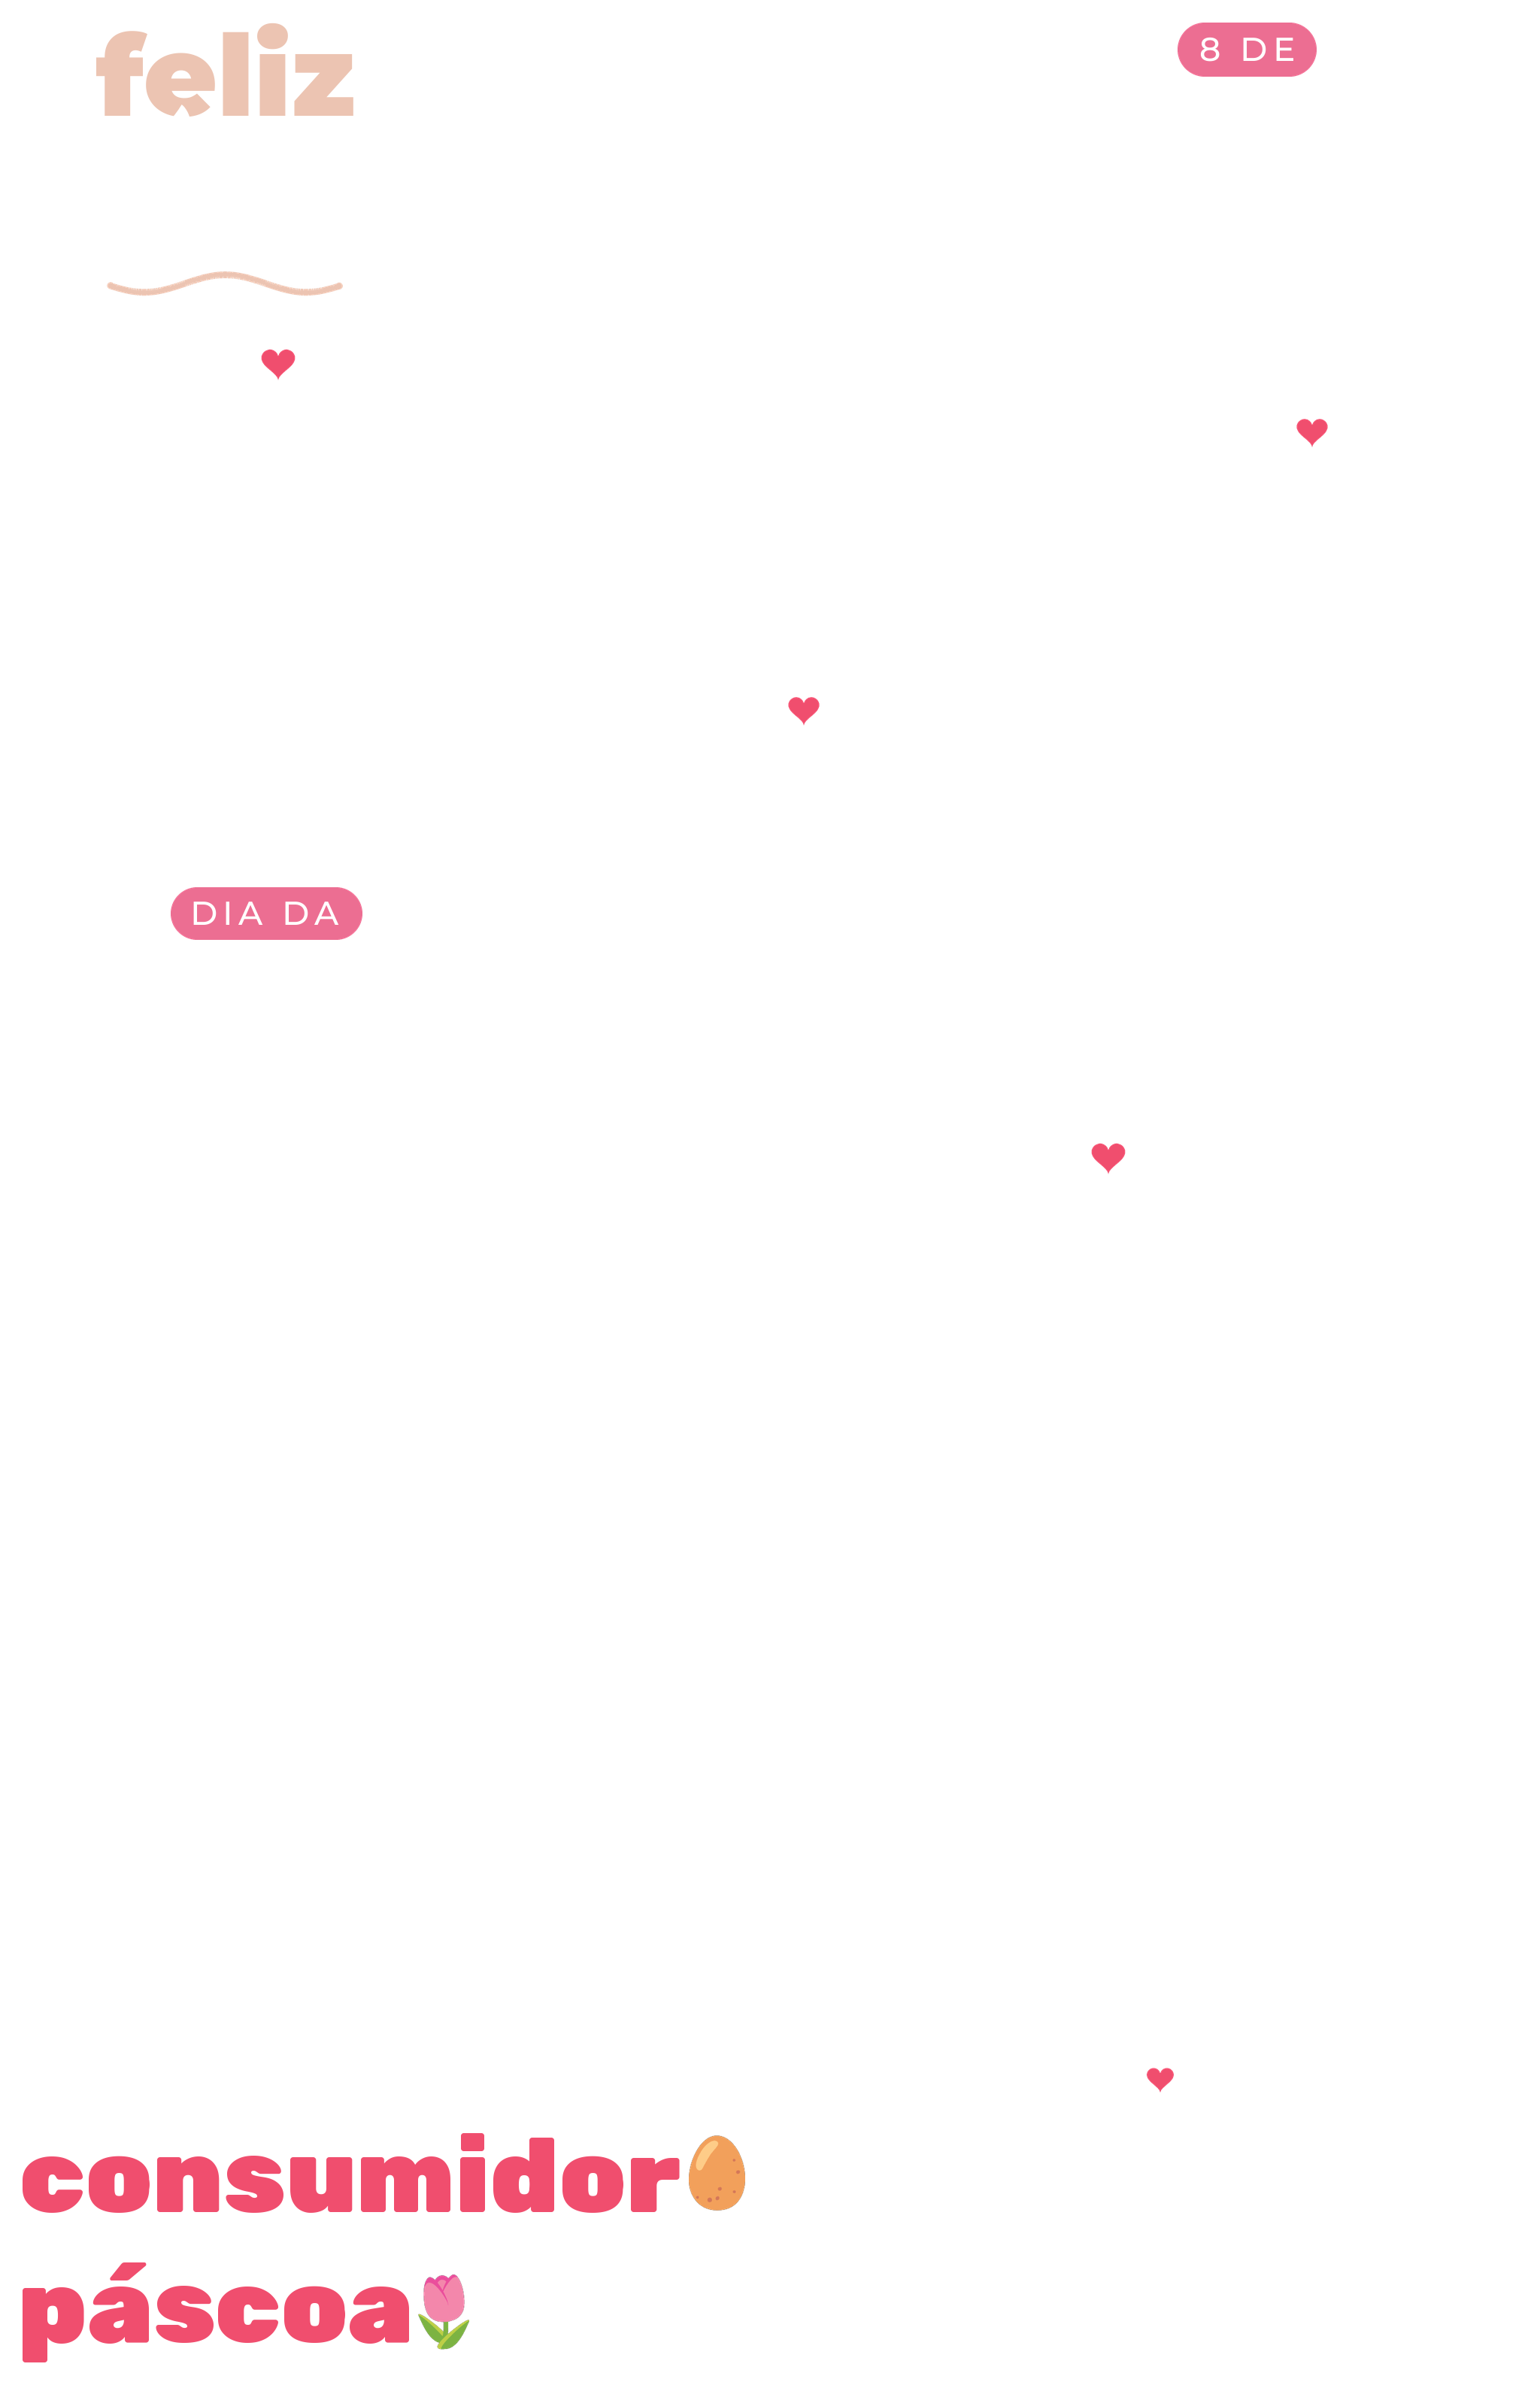 feliz
8 DE
DIA DA
consumidor🥚
páscoa🌷